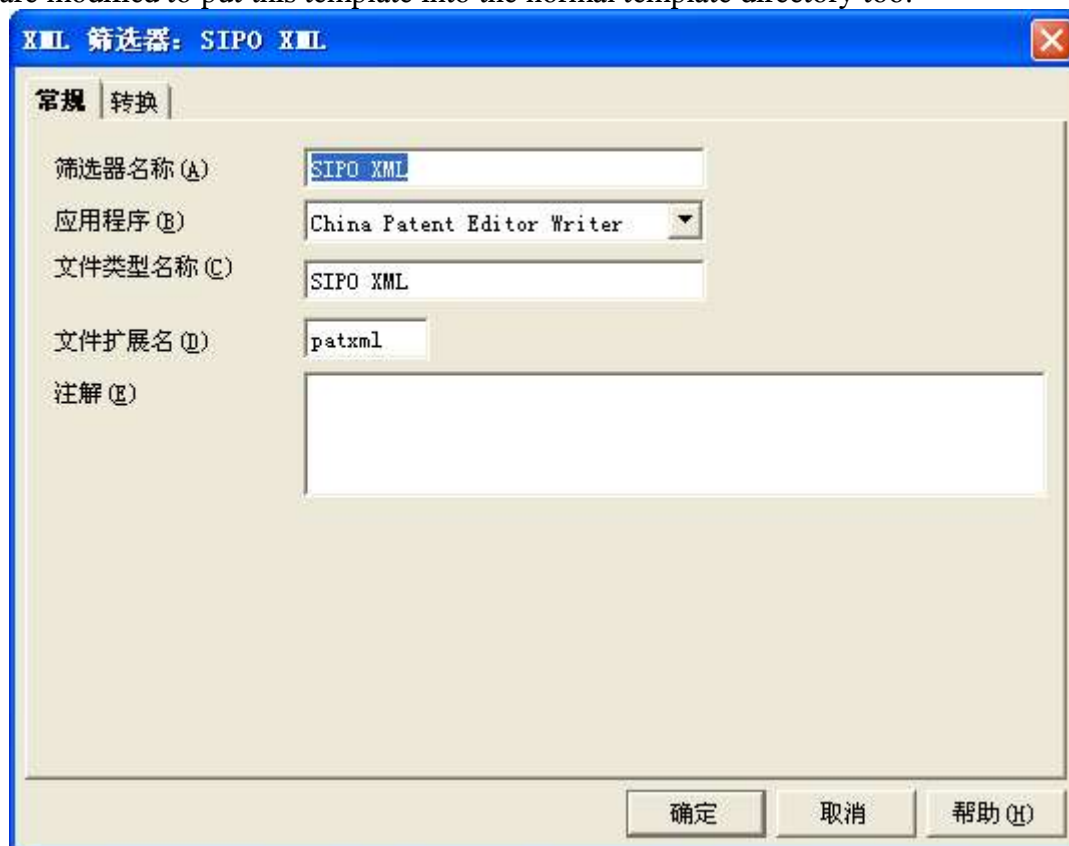 are modified to put this template into the normal template directory too.
XML 筛选器: SIPO XML
常规 转换
筛选器名称(A) SIPO XML
应用程序(B) China Patent Editor Writer
文件类型名称(C) SIPO XML
文件扩展名(D) patxml
注解(E)
确定 取消 帮助(H)